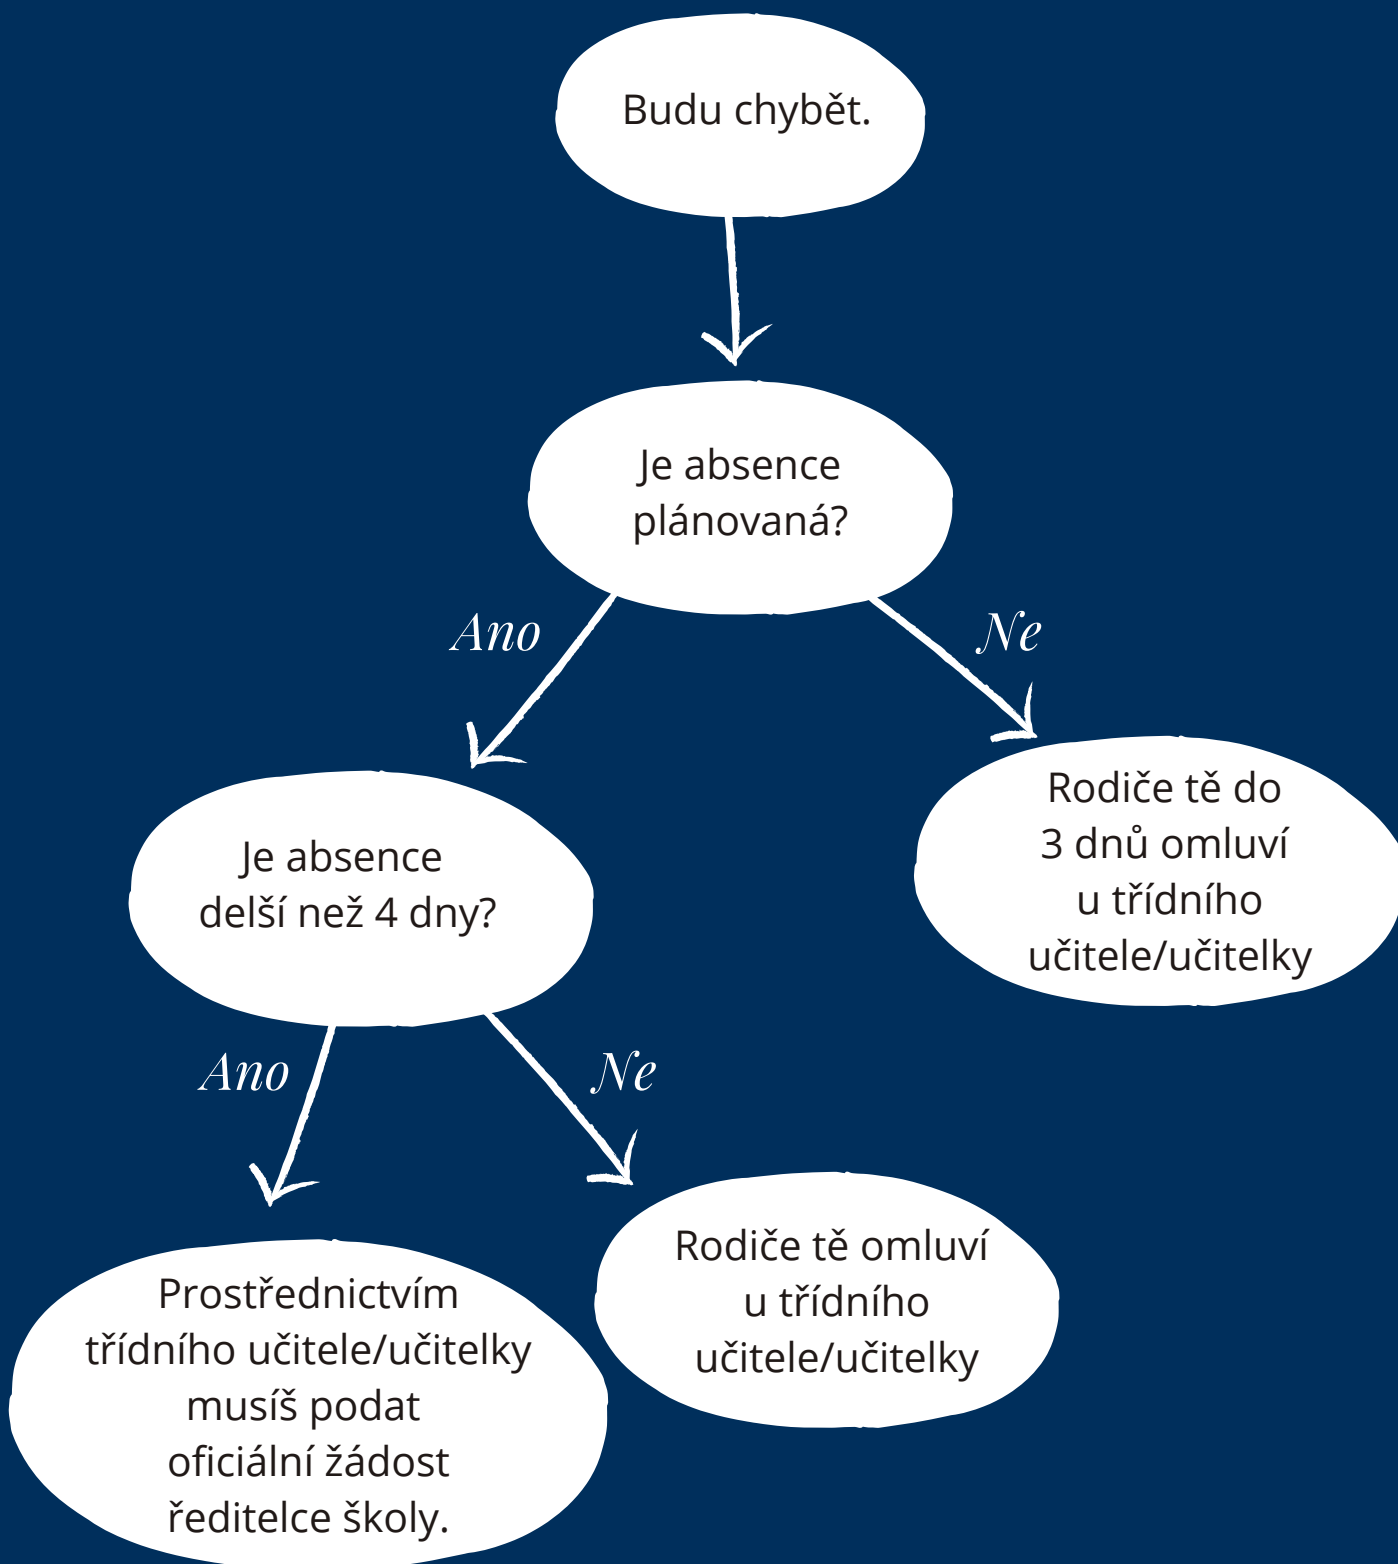 Budu chybět.
Je absence
plánovaná?
Ano
Ne
Je absence
delší než 4 dny?
Rodiče tě do
3 dnů omluví
u třídního
učitele/učitelky
Ano
Ne
Prostřednictvím
třídního učitele/učitelky
musíš podat
oficiální žádost
ředitelce školy.
Rodiče tě omluví
u třídního
učitele/učitelky